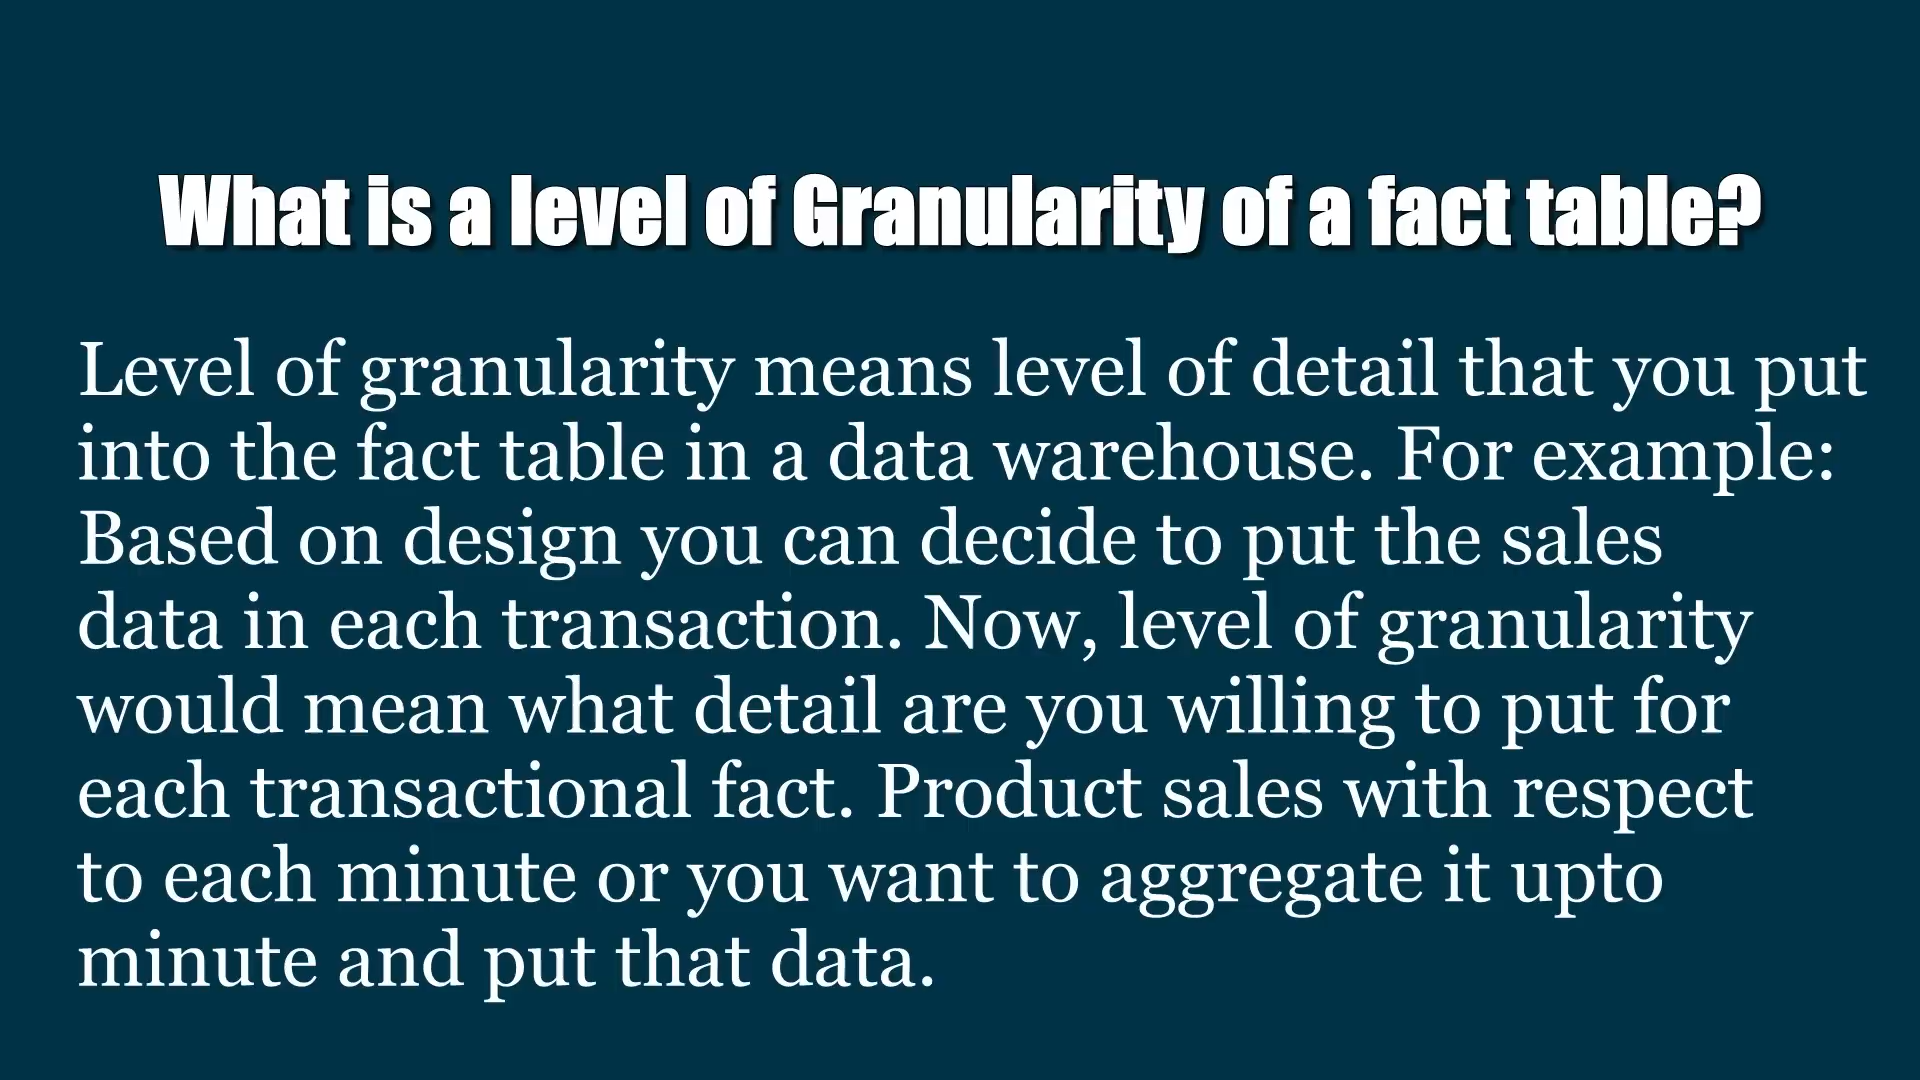 What is a level of Granularity of a fact table?
Level of granularity means level of detail that you put
into the fact table in a data warehouse. For example:
Based on design you can decide to put the sales
data in each transaction. Now, level of granularity
would mean what detail are you willing to put for
each transactional fact. Product sales with respect
to each minute or you want to aggregate it upto
minute and put that data.